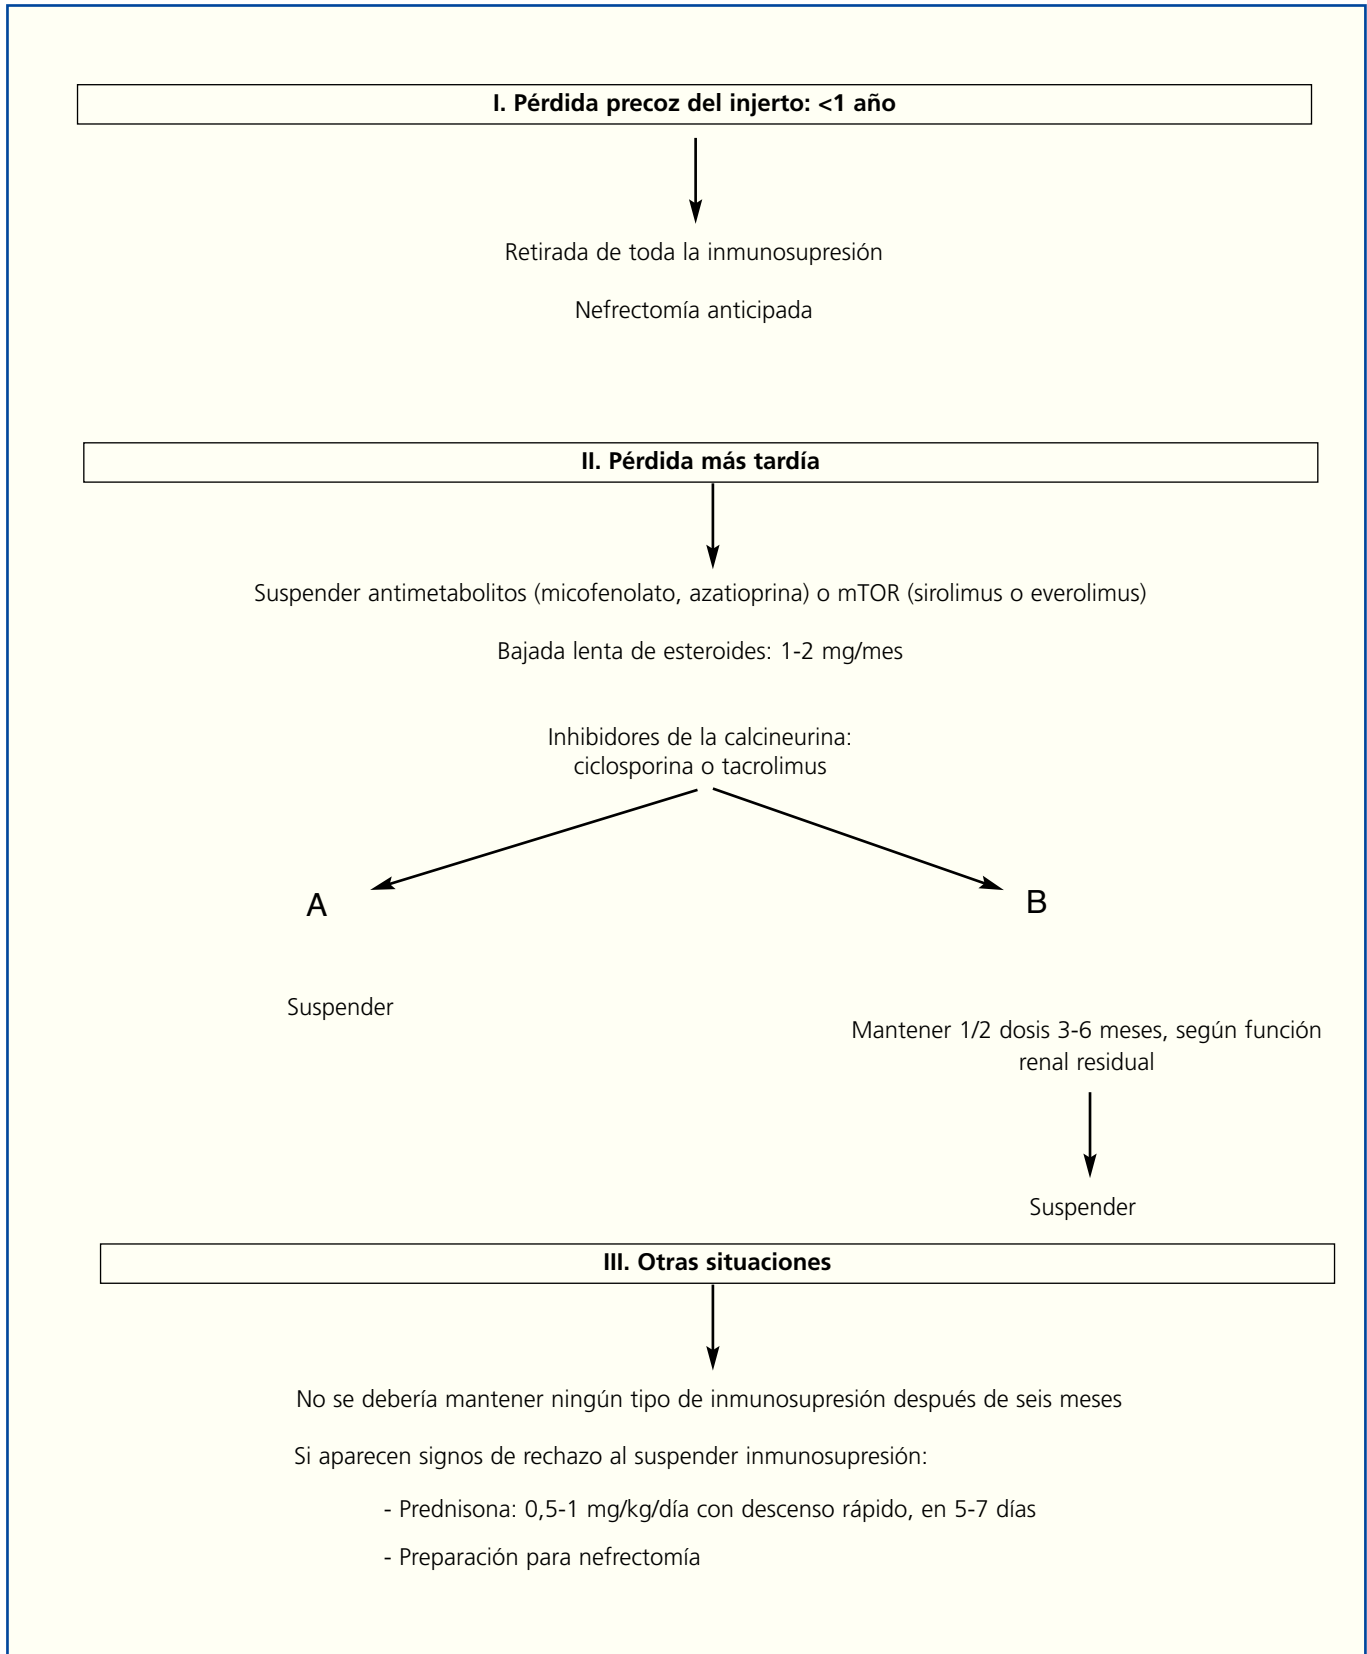 I. Pérdida precoz del injerto: <1 año
Retirada de toda la inmunosupresión
Nefrectomía anticipada
II. Pérdida más tardía
Suspender antimetabolitos (micofenolato, azatioprina) o mTOR (sirolimus o everolimus)
Bajada lenta de esteroides: 1-2 mg/mes
Inhibidores de la calcineurina:
ciclosporina o tacrolimus
A
B
Suspender
Mantener 1/2 dosis 3-6 meses, según función
renal residual
Suspender
III. Otras situaciones
No se debería mantener ningún tipo de inmunosupresión después de seis meses
Si aparecen signos de rechazo al suspender inmunosupresión:
- Prednisona: 0,5-1 mg/kg/día con descenso rápido, en 5-7 días
- Preparación para nefrectomía